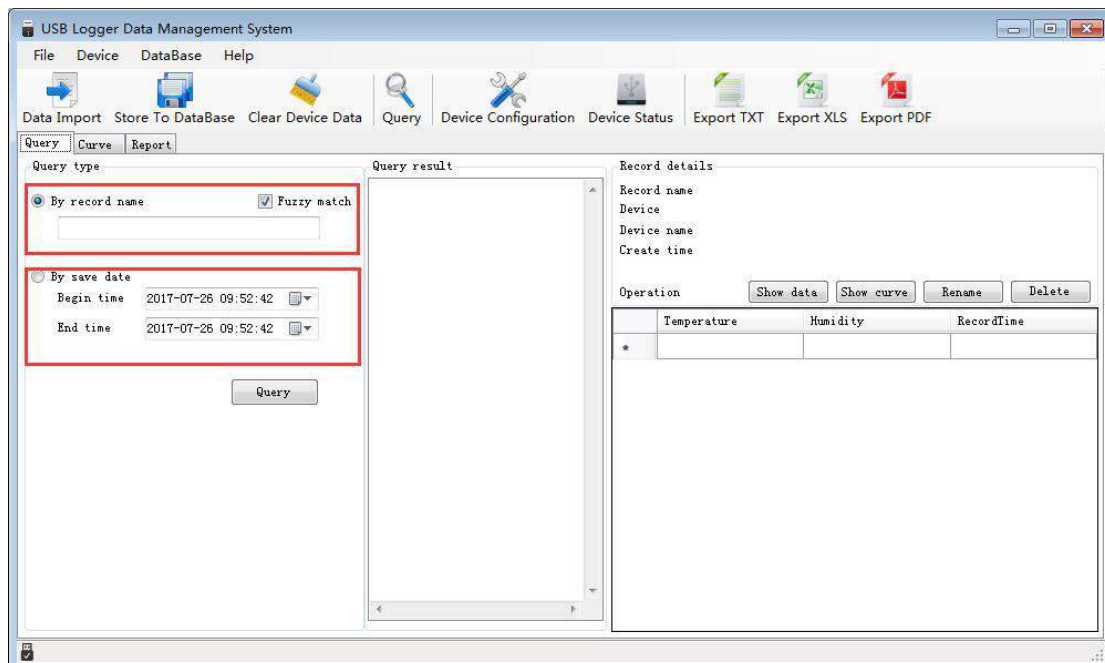 USB Logger Data Management System
File Device DataBase Help
Data Import Store To DataBase Clear Device Data Query Device Configuration Device Status Export TXT Export XLS Export PDF
Query Curve Report
Query type
By record name Fuzzy match
By save date
Begin time 2017-07-26 09:52:42
End time 2017-07-26 09:52:42
Query
Query result
Record details
Record name
Device
Device name
Create time
Operation Show data Show curve Rename Delete
Temperature Humidity RecordTime
*